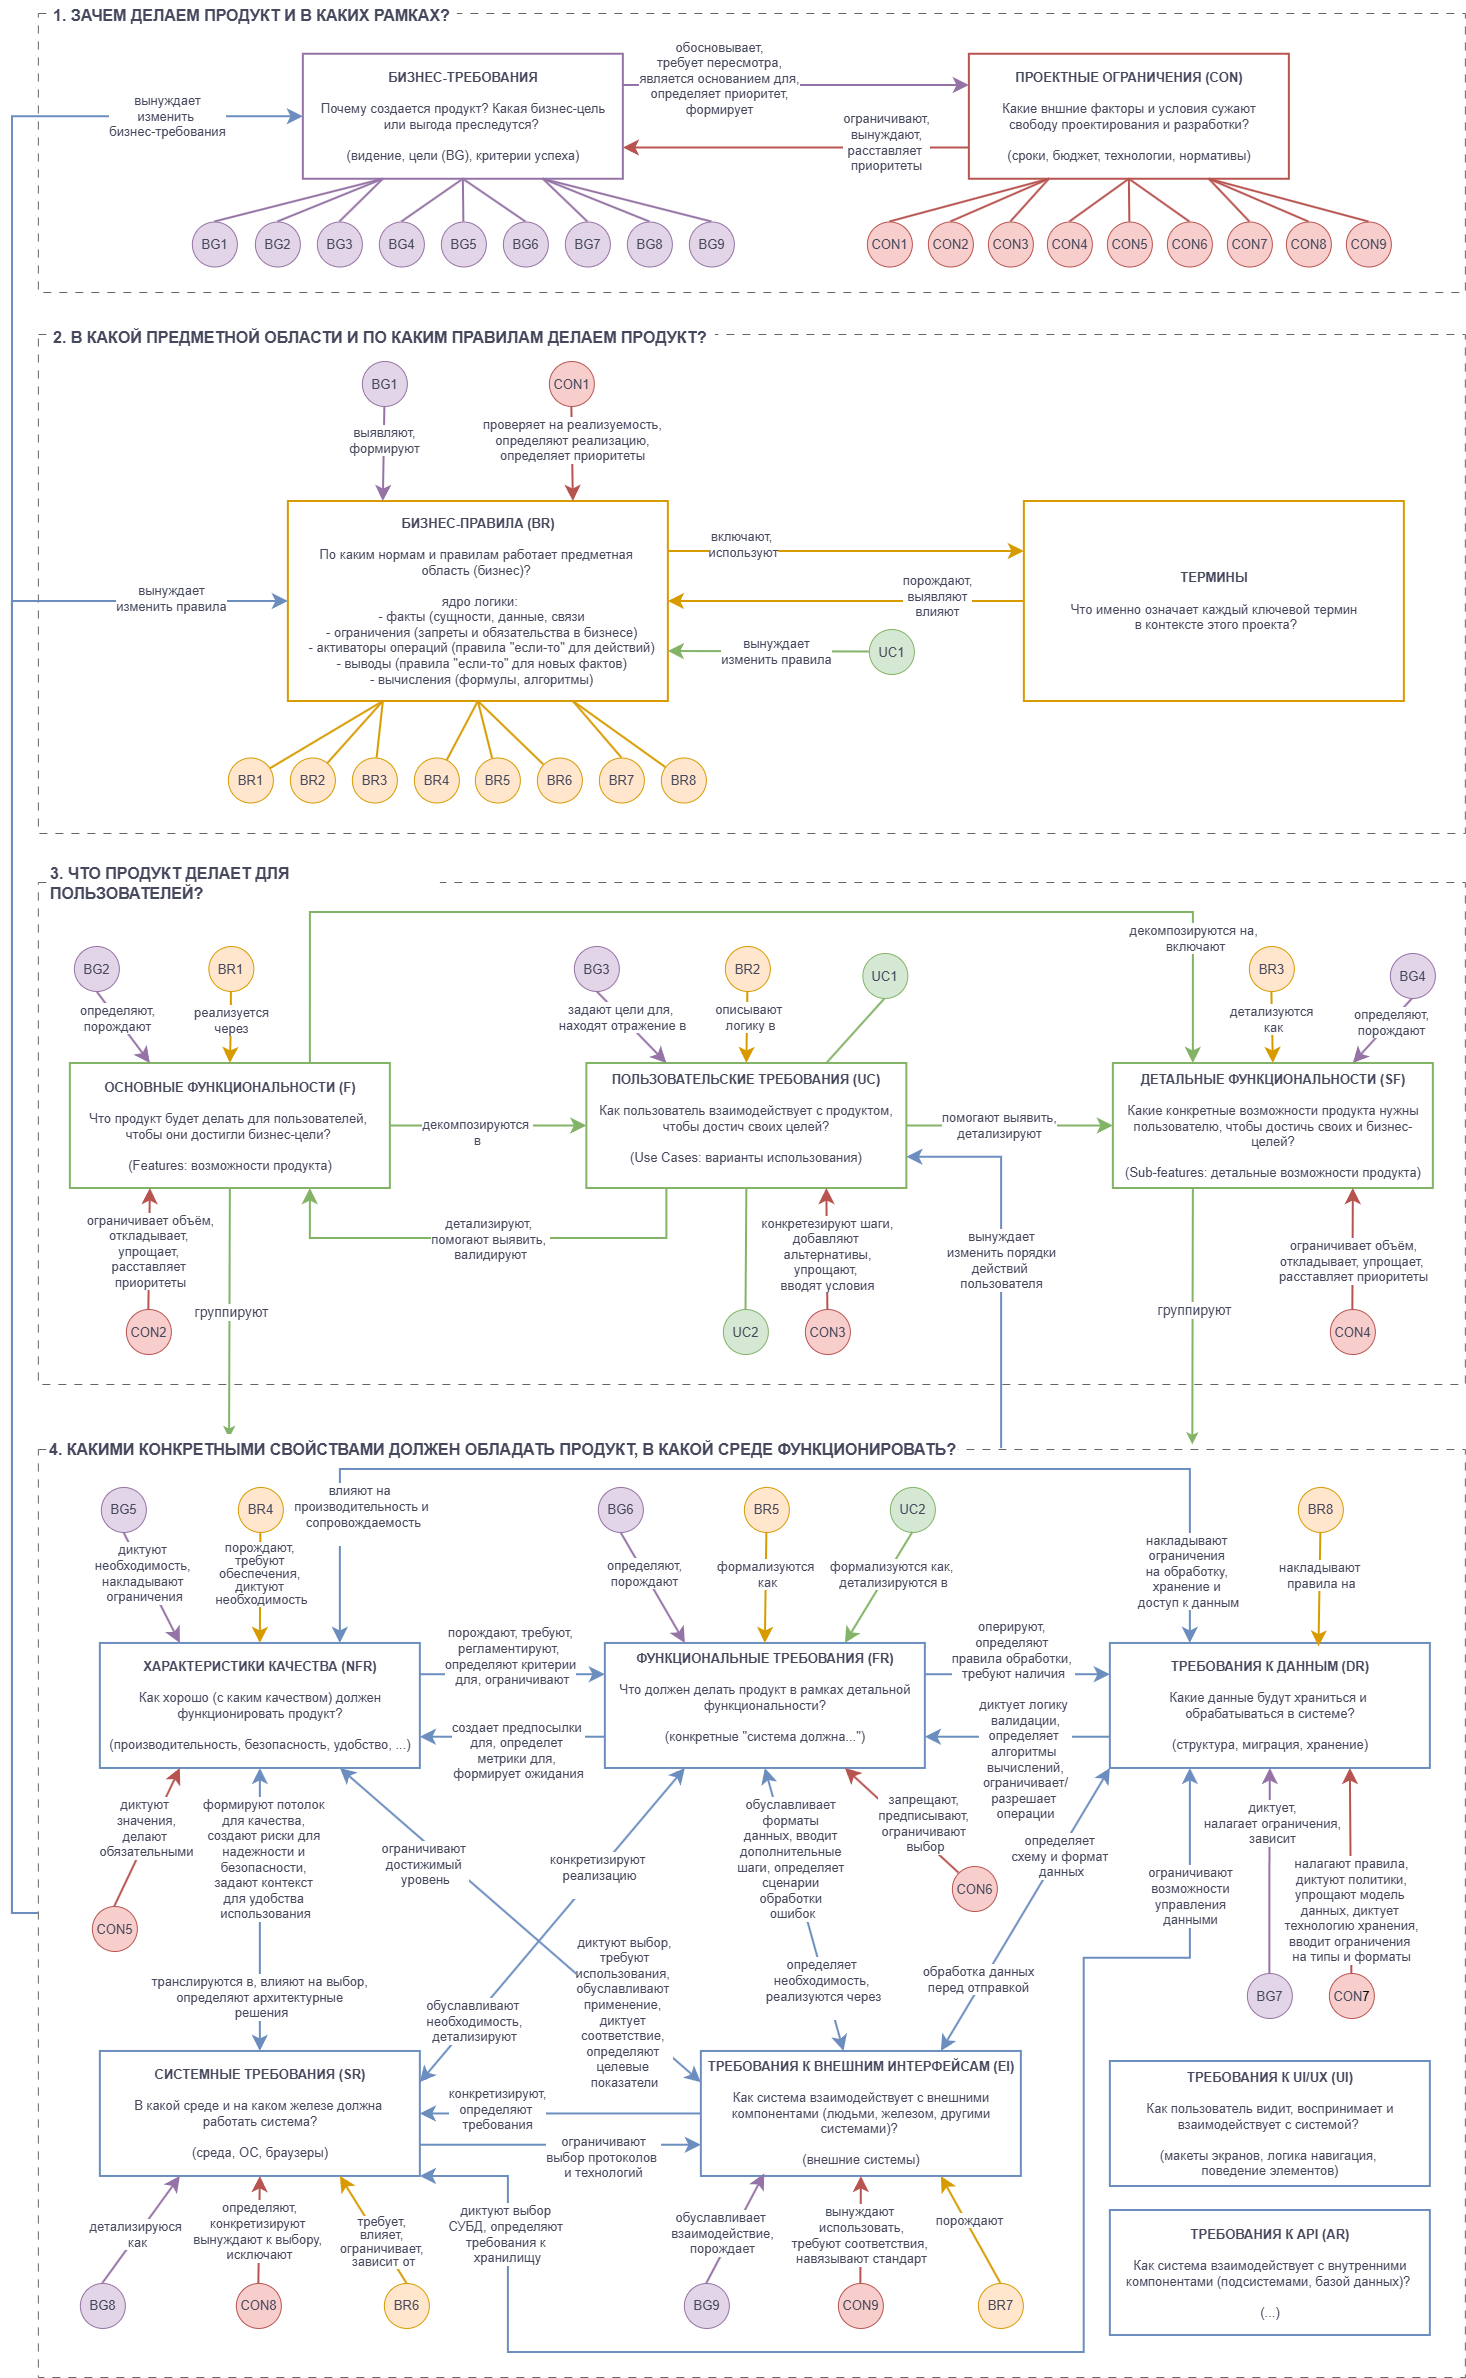 1. ЗАЧЕМ ДЕЛАЕМ ПРОДУКТ И В КАКИХ РАМКАХ?
БИЗНЕС-ТРЕБОВАНИЯ
Почему создается продукт? Какая бизнес-цель
или выгода преследутся?
(видение, цели (BG), критерии успеха)
обосновывает,
требует пересмотра,
является основанием для,
определяет приоритет,
формирует
ПРОЕКТНЫЕ ОГРАНИЧЕНИЯ (CON)
Какие вншние факторы и условия сужают
свободу проектирования и разработки?
(сроки, бюджет, технологии, нормативы)
вынуждает
изменить
бизнес-требования
ограничивают,
вынуждают,
расставляет
приоритеты
BG1
BG2
BG3
BG4
BG5
BG6
BG7
BG8
BG9
CON1
CON2
CON3
CON4
CON5
CON6
CON7
CON8
CON9
2. В КАКОЙ ПРЕДМЕТНОЙ ОБЛАСТИ И ПО КАКИМ ПРАВИЛАМ ДЕЛАЕМ ПРОДУКТ?
BG1
CON1
выявляют,
формируют
проверяет на реализуемость,
определяют реализацию,
определяет приоритеты
БИЗНЕС-ПРАВИЛА (BR)
По каким нормам и правилам работает предметная
область (бизнес)?
ядро логики:
- факты (сущности, данные, связи
- ограничения (запреты и обязательства в бизнесе)
- активаторы операций (правила "если-то" для действий)
- выводы (правила "если-то" для новых фактов)
- вычисления (формулы, алгоритмы)
вынуждает
изменить правила
включают,
используют
порождают,
выявляют
влияют
вынуждает
изменить правила
UC1
ТЕРМИНЫ
Что именно означает каждый ключевой термин
в контексте этого проекта?
BR1
BR2
BR3
BR4
BR5
BR6
BR7
BR8
3. ЧТО ПРОДУКТ ДЕЛАЕТ ДЛЯ
ПОЛЬЗОВАТЕЛЕЙ?
декомпозируются на,
включают
BG2
BR1
BG3
BR2
UC1
BR3
BG4
определяют,
порождают
реализуется
через
задают цели для,
находят отражение в
описывают
логику в
детализуются
как
определяют,
порождают
ОСНОВНЫЕ ФУНКЦИОНАЛЬНОСТИ (F)
Что продукт будет делать для пользователей,
чтобы они достигли бизнес-цели?
(Features: возможности продукта)
декомпозируются
в
ПОЛЬЗОВАТЕЛЬСКИЕ ТРЕБОВАНИЯ (UC)
Как пользователь взаимодействует с продуктом,
чтобы достич своих целей?
(Use Cases: варианты использования)
помогают выявить,
детализируют
ДЕТАЛЬНЫЕ ФУНКЦИОНАЛЬНОСТИ (SF)
Какие конкретные возможности продукта нужны
пользователю, чтобы достичь своих и бизнес-
целей?
(Sub-features: детальные возможности продукта)
ограничивает объём,
откладывает,
упрощает,
расставляет
приоритеты
детализируют,
помогают выявить,
валидируют
конкретезируют шаги,
добавляют
альтернативы,
упрощают,
вводят условия
вынуждает
изменить порядки
действий
пользователя
ограничивает объём,
откладывает, упрощает,
расставляет приоритеты
группируют
группируют
CON2
UC2
CON3
CON4
4. КАКИМИ КОНКРЕТНЫМИ СВОЙСТВАМИ ДОЛЖЕН ОБЛАДАТЬ ПРОДУКТ, В КАКОЙ СРЕДЕ ФУНКЦИОНИРОВАТЬ?
BG5
BR4
влияют на
производительность и
сопровождаемость
BG6
BR5
UC2
BR8
диктуют
необходимость,
накладывают
ограничения
порождают,
требуют
обеспечения,
диктуют
необходимость
определяют,
порождают
формализуются
как
формализуются как,
детализируются в
накладывают
ограничения
на обработку,
хранение и
доступ к данным
накладывают
правила на
ХАРАКТЕРИСТИКИ КАЧЕСТВА (NFR)
Как хорошо (с каким качеством) должен
функционировать продукт?
(производительность, безопасность, удобство, ...)
порождают, требуют,
регламентируют,
определяют критерии
для, ограничивают
создает предпосылки
для, определет
метрики для,
формирует ожидания
ФУНКЦИОНАЛЬНЫЕ ТРЕБОВАНИЯ (FR)
Что должен делать продукт в рамках детальной
функциональности?
(конкретные "система должна...")
оперируют,
определяют
правила обработки,
требуют наличия
диктует логику
валидации,
определяет
алгоритмы
вычислений,
ограничивает/
разрешает
операции
ТРЕБОВАНИЯ К ДАННЫМ (DR)
Какие данные будут храниться и
обрабатываться в системе?
(структура, миграция, хранение)
диктуют
значения,
делают
обязательными
формируют потолок
для качества,
создают риски для
надежности и
безопасности,
задают контекст
для удобства
использования
ограничивают
достижимый
уровень
конкретизируют
реализацию
обуславливает
форматы
данных, вводит
дополнительные
шаги, определяет
сценарии
обработки
ошибок
запрещают,
предписывают,
ограничивают
выбор
определяет
схему и формат
данных
ограничивают
возможности
управления
данными
диктует,
налагает ограничения,
зависит
налагают правила,
диктуют политики,
упрощают модель
данных, диктует
технологию хранения,
вводит ограничения
на типы и форматы
CON5
CON6
BG7
CON7
транслируются в, влияют на выбор,
определяют архитектурные
решения
обуславливают
необходимость,
детализируют
диктуют выбор,
требуют
использования,
обуславливают
применение,
диктует
соответствие,
определяют
целевые
показатели
определяет
необходимость,
реализуются через
обработка данных
перед отправкой
СИСТЕМНЫЕ ТРЕБОВАНИЯ (SR)
В какой среде и на каком железе должна
работать система?
(среда, ОС, браузеры)
конкретизируют,
определяют
требования
ограничивают
выбор протоколов
и технологий
ТРЕБОВАНИЯ К ВНЕШНИМ ИНТЕРФЕЙСАМ (EI)
Как система взаимодействует с внешними
компонентами (людьми, железом, другими
системами)?
(внешние системы)
ТРЕБОВАНИЯ К UI/UX (UI)
Как пользователь видит, воспринимает и
взаимодействует с системой?
(макеты экранов, логика навигация,
поведение элементов)
детализируюся
как
определяют,
конкретизируют
вынуждают к выбору,
исключают
требует,
влияет,
ограничивает,
зависит от
диктуют выбор
СУБД, определяют
требования к
хранилищу
обуславливает
взаимодействие,
порождает
вынуждают
использовать,
требуют соответствия,
навязывают стандарт
порождают
ТРЕБОВАНИЯ К API (AR)
Как система взаимодействует с внутренними
компонентами (подсистемами, базой данных)?
(...)
BG8
CON8
BR6
BG9
CON9
BR7